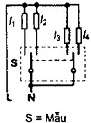 I₁ I₂
I₃ I₄
S
L N
S = Mẫu